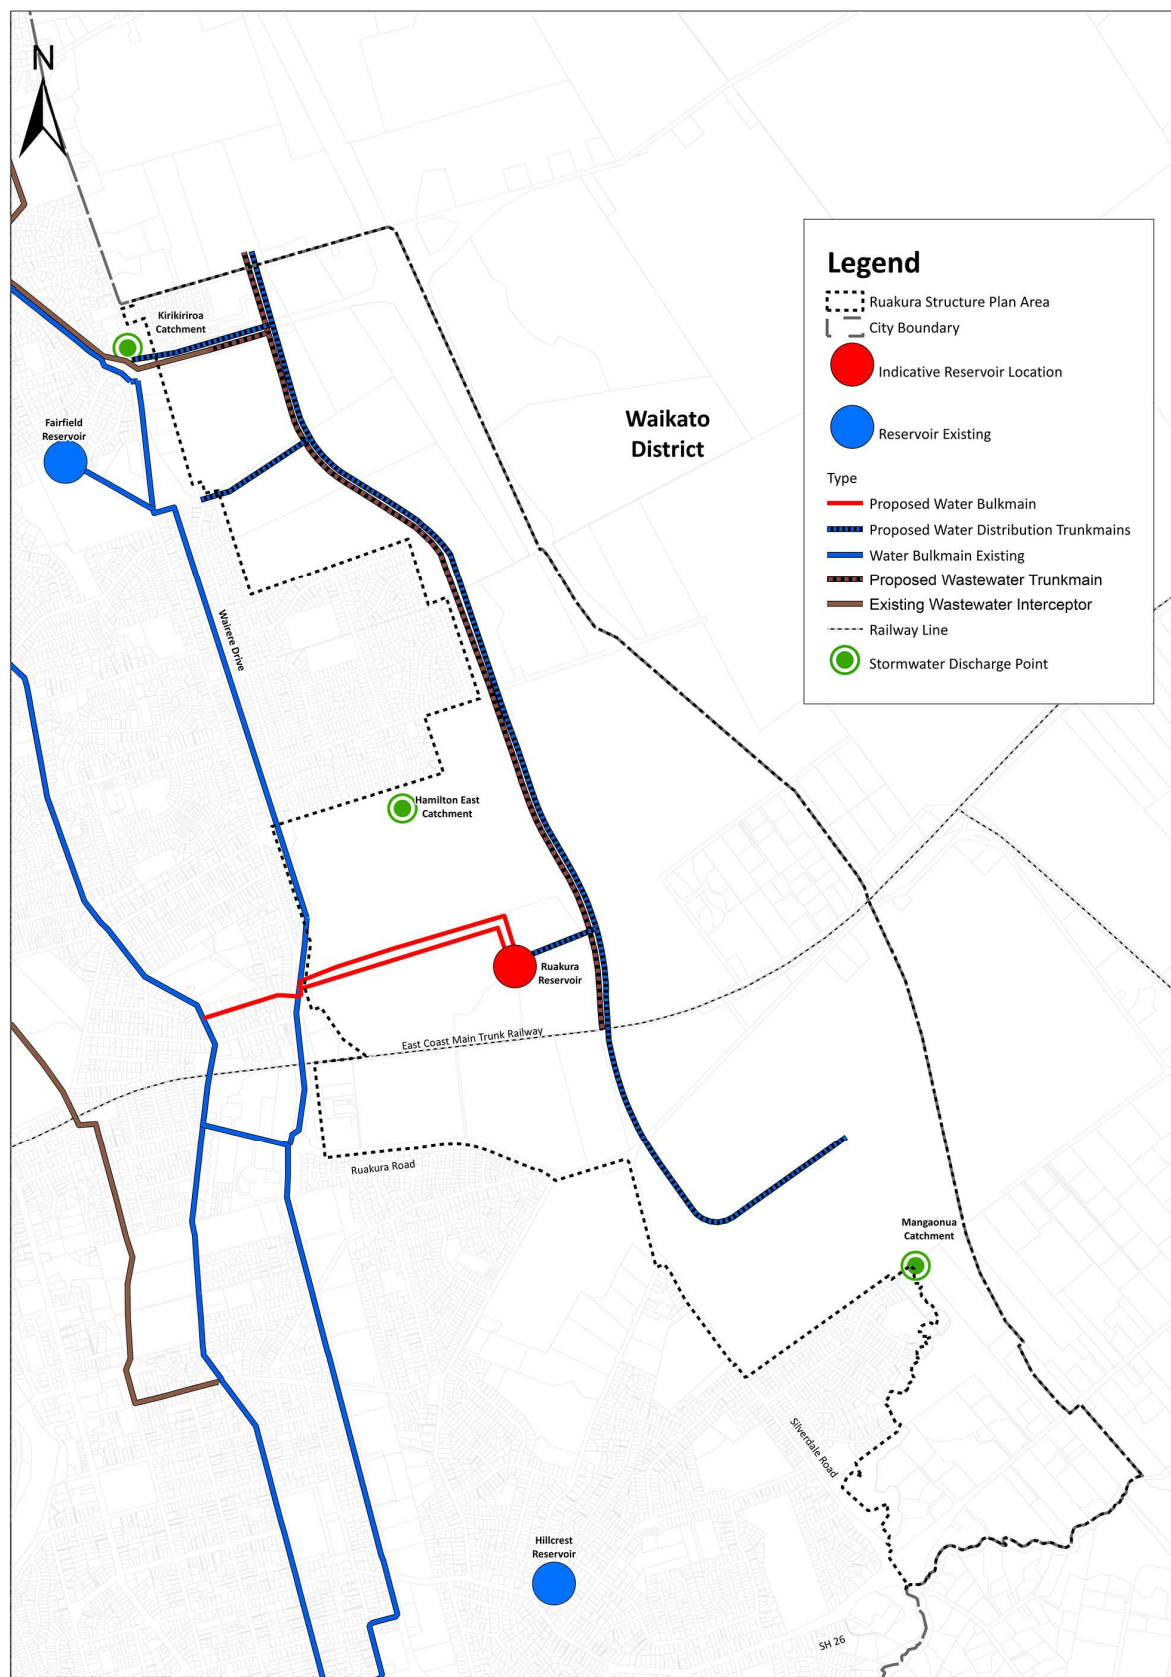 N
Kirikiriroa
Catchment
Fairfield
Reservoir
Waikato
District
Legend
Ruakura Structure Plan Area
City Boundary
Indicative Reservoir Location
Reservoir Existing
Type
Proposed Water Bulkmain
Proposed Water Distribution Trunkmains
Water Bulkmain Existing
Proposed Wastewater Trunkmain
Existing Wastewater Interceptor
Railway Line
Stormwater Discharge Point
Wairere Drive
Hamilton East
Catchment
Ruakura
Reservoir
East Coast Main Trunk Railway
Ruakura Road
Mangaonua
Catchment
Silverdale Road
Hillcrest
Reservoir
SH 26